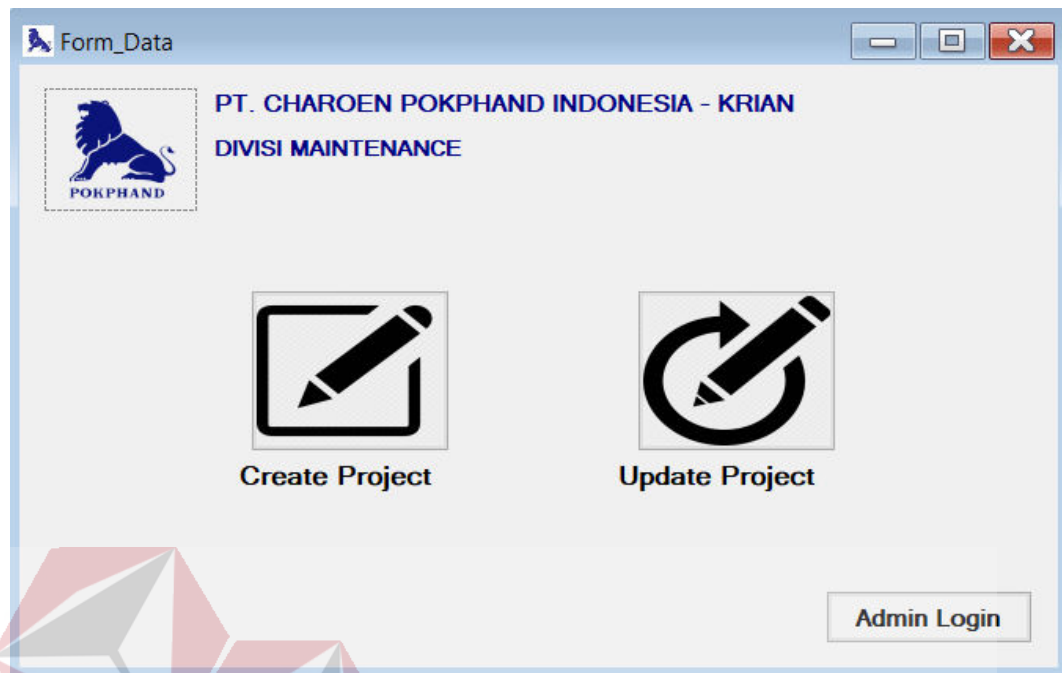 Form_Data
PT. CHAROEN POKPHAND INDONESIA - KRIAN
DIVISI MAINTENANCE
POKPHAND
Create Project
Update Project
Admin Login